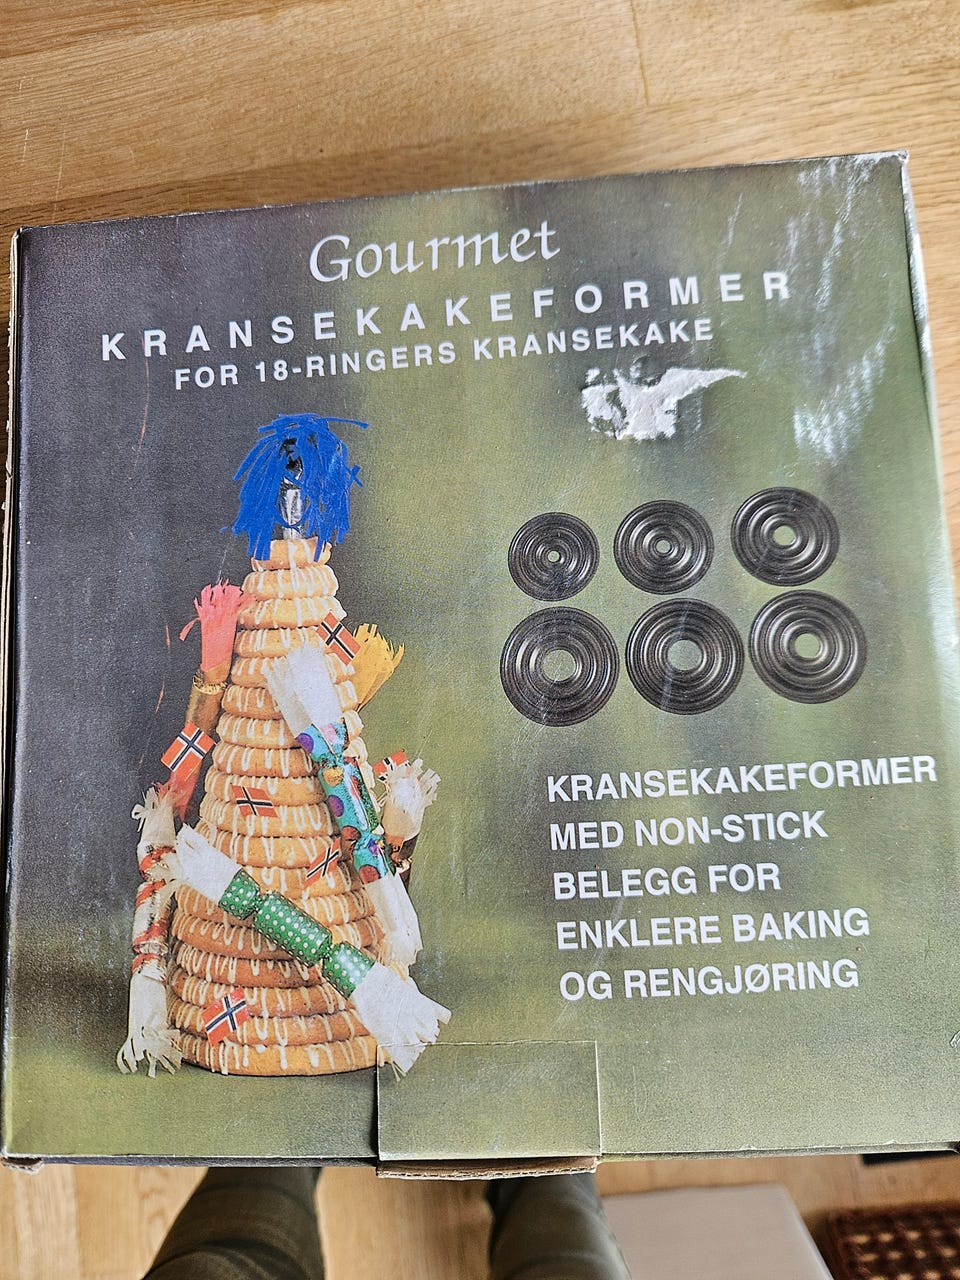 Gourmet
KRANSEKAKEFORMER
FOR 18-RINGERS KRANSEKAKE
KRANSEKAKEFORMER
MED NON-STICK
BELEGG FOR
ENKLERE BAKING
OG RENGJØRING